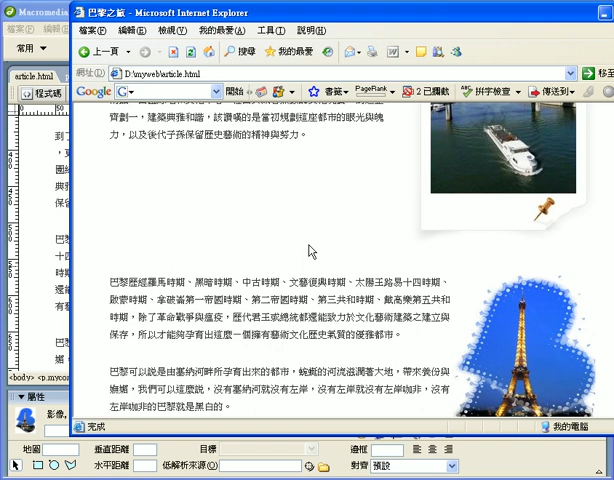 Macromedia
檔案(F) 編輯(E)
常用
article.html
程式碼
巴黎之旅 - Microsoft Internet Explorer
檔案(F) 編輯(E) 檢視(V) 我的最愛(A) 工具(T) 說明(H)
上一頁 搜尋 我的最愛
網址(D) D:\myweb\article.html 移至
Google 開始 書籤 PageRank 2 已攔截 拼字檢查 傳送到 設定
齊劃一，建築典雅和諧，該讚嘆的是當初規劃這座都市的眼光與魄
力，以及後代子孫保留歷史藝術的精神與努力。
巴黎歷經羅馬時期、黑暗時期、中古時期、文藝復興時期、太陽王路易十四時期、
啟蒙時期、拿破崙第一帝國時期、第二帝國時期、第三共和時期、戴高樂第五共和
時期，除了革命戰爭與瘟疫，歷代君王或總統都還能致力於文化藝術建築之建立與
保存，所以才能夠孕育出這麼一個擁有藝術文化歷史氣質的優雅都市。
巴黎可以說是由塞納河畔所孕育出來的都市，蜿蜒的河流滋潤著大地，帶來養份與
嫵媚，我們可以這麼說，沒有塞納河就沒有左岸，沒有左岸就沒有左岸咖啡，沒有
左岸咖啡的巴黎就是黑白的。
<body> <p.mycon
完成 我的電腦
屬性
影像,
地圖 垂直距離 目標 邊框
水平距離 低解析來源(O) 對齊 預設